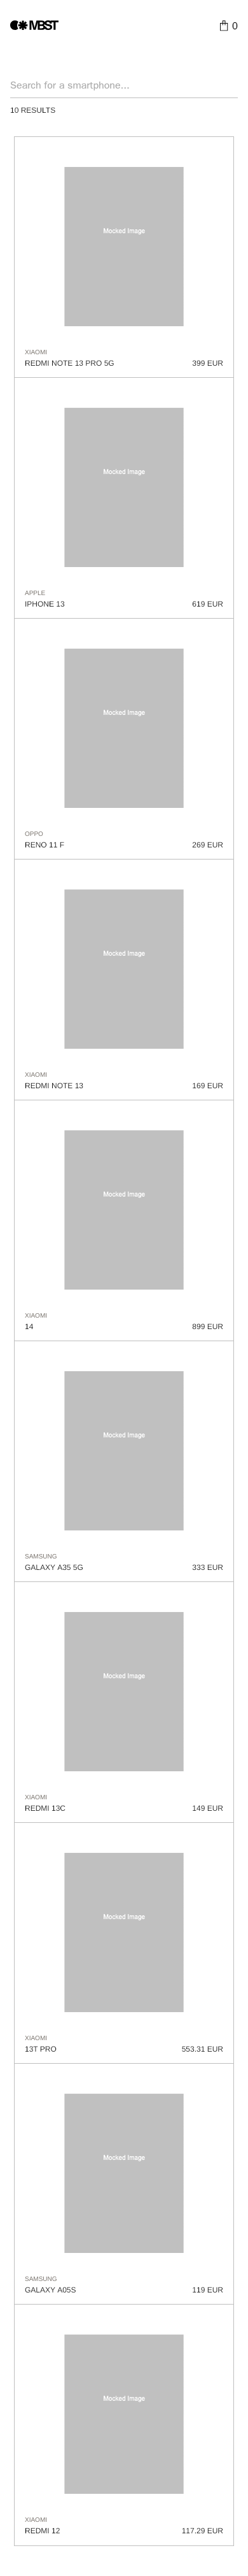 MBST
0
Search for a smartphone...
10 RESULTS
Mocked Image
XIAOMI
REDMI NOTE 13 PRO 5G 399 EUR
Mocked Image
APPLE
IPHONE 13 619 EUR
Mocked Image
OPPO
RENO 11 F 269 EUR
Mocked Image
XIAOMI
REDMI NOTE 13 169 EUR
Mocked Image
XIAOMI
14 899 EUR
Mocked Image
SAMSUNG
GALAXY A35 5G 333 EUR
Mocked Image
XIAOMI
REDMI 13C 149 EUR
Mocked Image
XIAOMI
13T PRO 553.31 EUR
Mocked Image
SAMSUNG
GALAXY A05S 119 EUR
Mocked Image
XIAOMI
REDMI 12 117.29 EUR